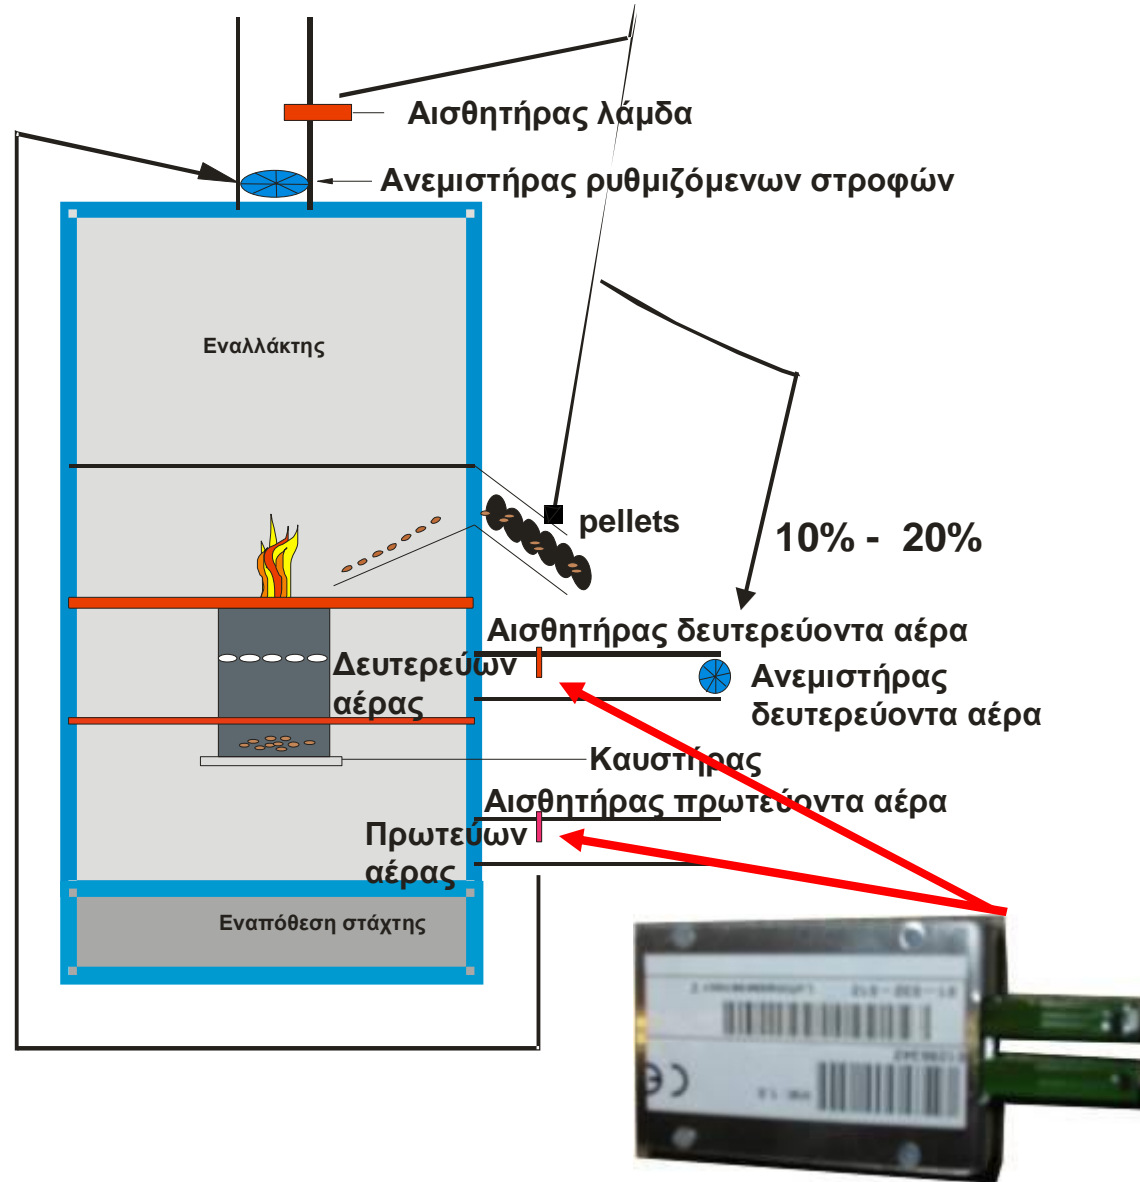 Αισθητήρας λάμδα
Ανεμιστήρας ρυθμιζόμενων στροφών
Εναλλάκτης
pellets
10% - 20%
Αισθητήρας δευτερεύοντα αέρα
Δευτερεύων
αέρας
Ανεμιστήρας
δευτερεύοντα αέρα
Καυστήρας
Αισθητήρας πρωτεύοντα αέρα
Πρωτεύων
αέρας
Εναπόθεση στάχτης
CE